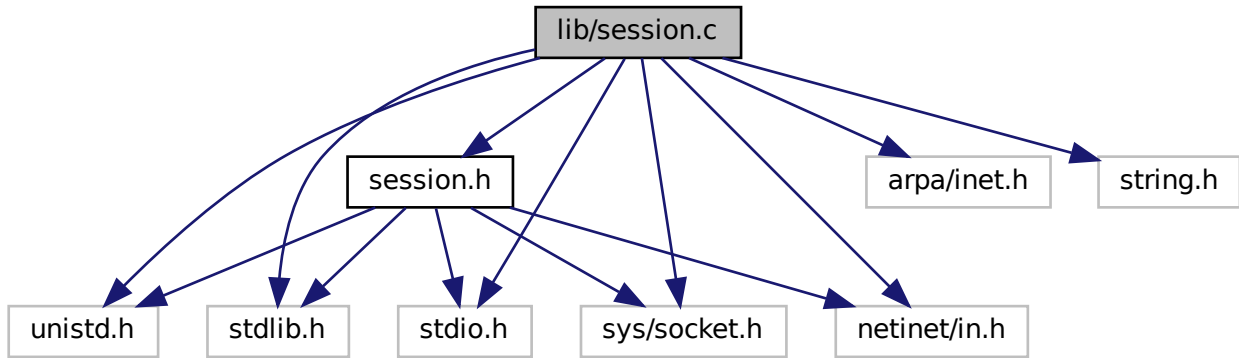 lib/session.c
session.h
arpa/inet.h
string.h
unistd.h
stdlib.h
stdio.h
sys/socket.h
netinet/in.h